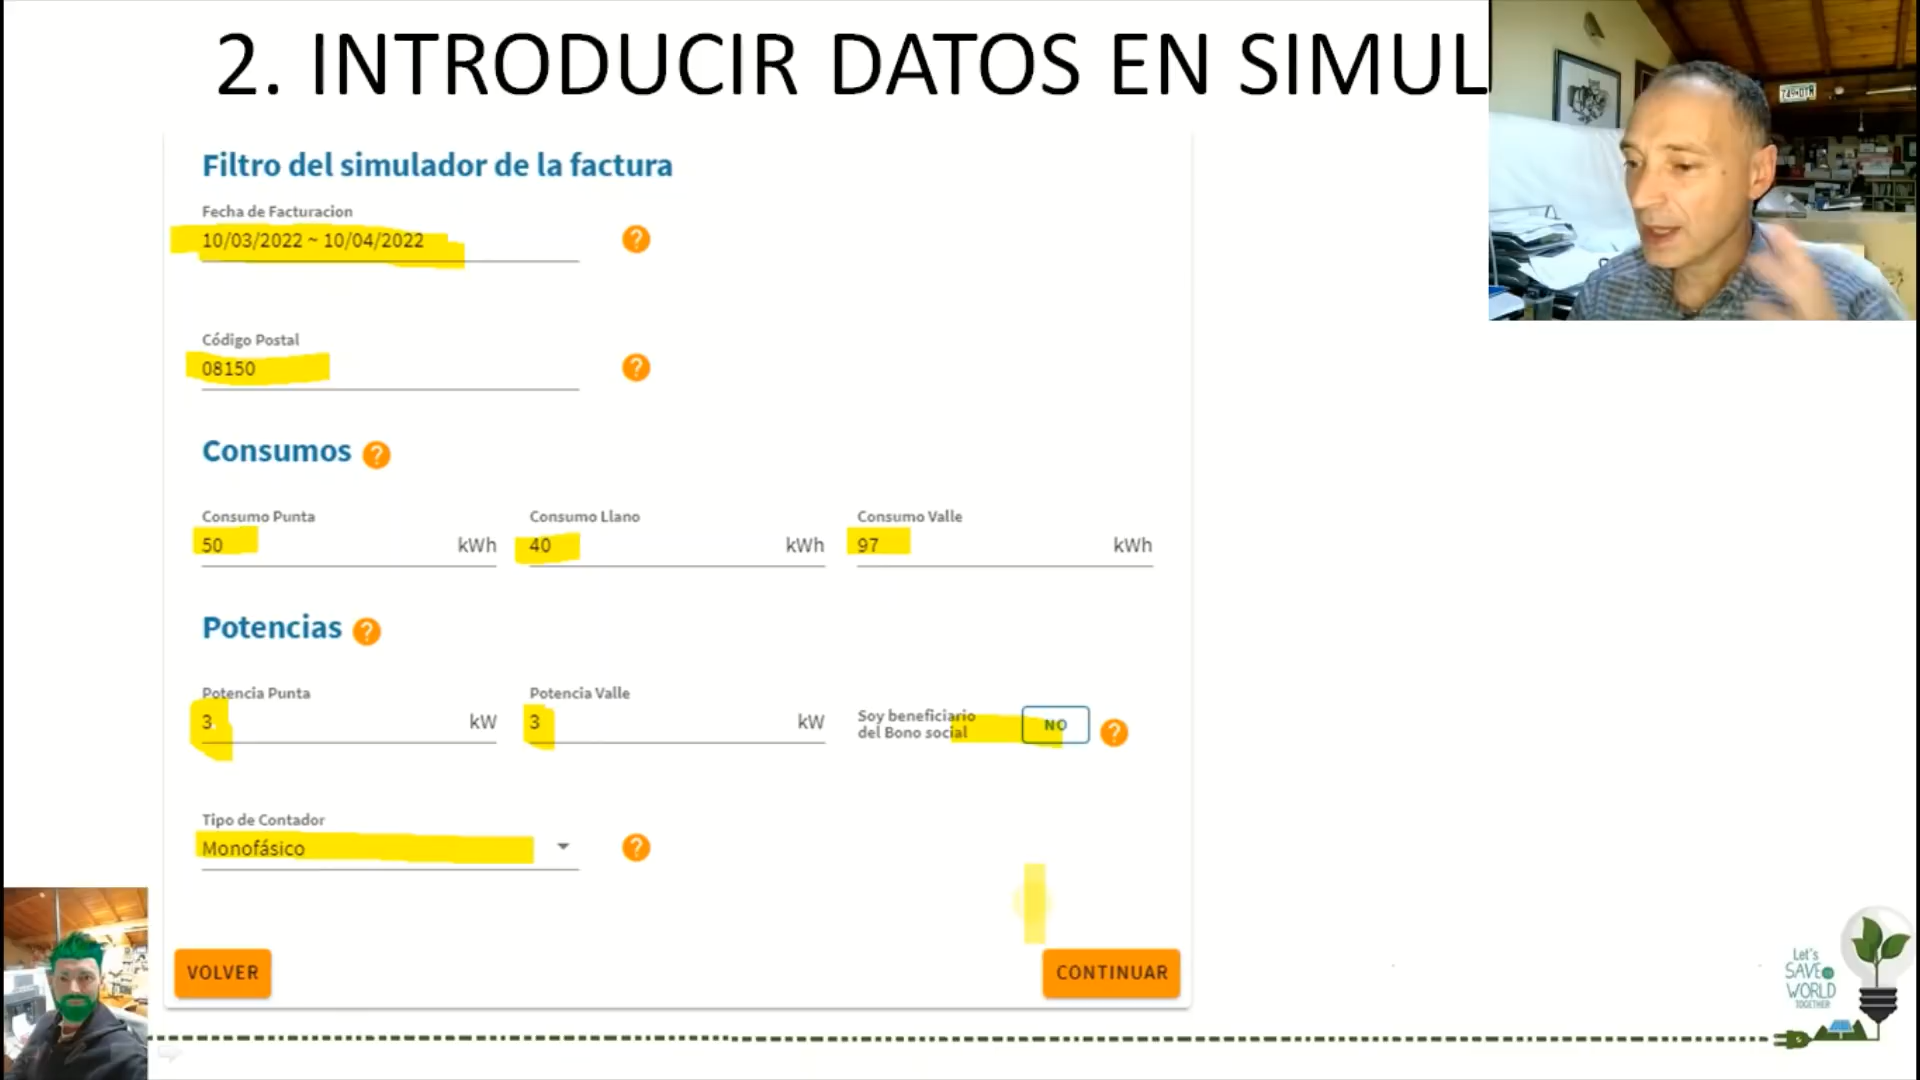 2. INTRODUCIR DATOS EN SIMUL
Filtro del simulador de la factura
Fecha de Facturacion
10/03/2022 ~ 10/04/2022
?
Código Postal
08150
?
Consumos ?
Consumo Punta
50 kWh
Consumo Llano
40 kWh
Consumo Valle
97 kWh
Potencias ?
Potencia Punta
3 kW
Potencia Valle
3 kW
Soy beneficiario
del Bono social
NO ?
Tipo de Contador
Monofásico
?
VOLVER
CONTINUAR
Let's
SAVE
WORLD
TOGETHER